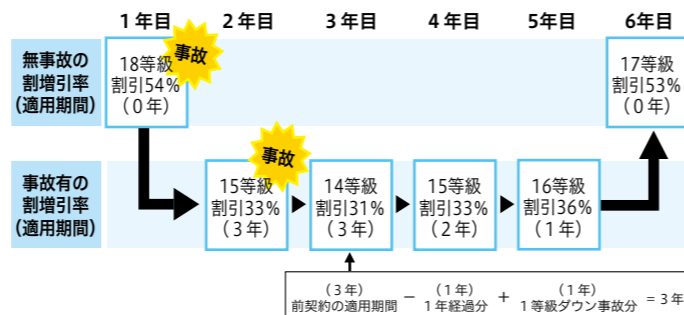 1年目
2年目
3年目
4年目
5年目
6年目
無事故の
割増引率
(適用期間)
18等級
割引54%
(0年)
事故
17等級
割引53%
(0年)
事故有の
割増引率
(適用期間)
事故
15等級
割引33%
(3年)
14等級
割引31%
(3年)
15等級
割引33%
(2年)
16等級
割引36%
(1年)
(3年) (1年) (1年)
前契約の適用期間 − 1年経過分 + 1等級ダウン事故分 =3年